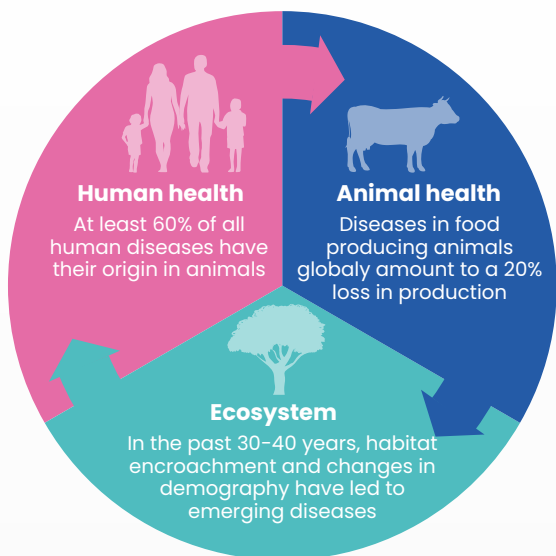 Human health
At least 60% of all
human diseases have
their origin in animals
Animal health
Diseases in food
producing animals
globaly amount to a 20%
loss in production
Ecosystem
In the past 30-40 years, habitat
encroachment and changes in
demography have led to
emerging diseases